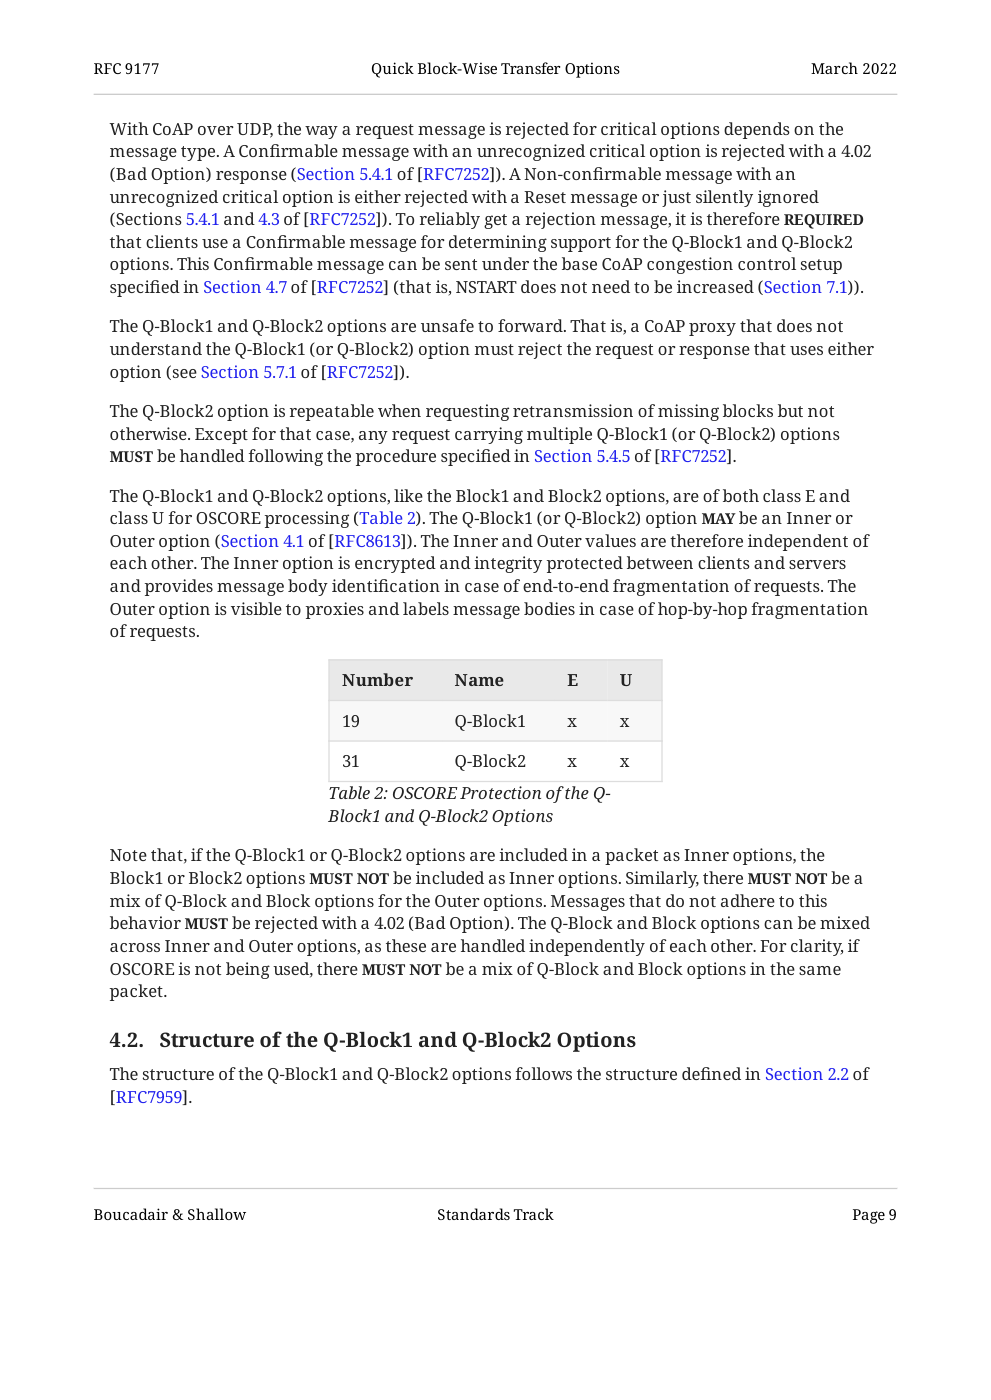 RFC 9177 Quick Block-Wise Transfer Options March 2022
With CoAP over UDP, the way a request message is rejected for critical options depends on the
message type. A Confirmable message with an unrecognized critical option is rejected with a 4.02
(Bad Option) response (Section 5.4.1 of [RFC7252]). A Non-confirmable message with an
unrecognized critical option is either rejected with a Reset message or just silently ignored
(Sections 5.4.1 and 4.3 of [RFC7252]). To reliably get a rejection message, it is therefore REQUIRED
that clients use a Confirmable message for determining support for the Q-Block1 and Q-Block2
options. This Confirmable message can be sent under the base CoAP congestion control setup
specified in Section 4.7 of [RFC7252] (that is, NSTART does not need to be increased (Section 7.1)).
The Q-Block1 and Q-Block2 options are unsafe to forward. That is, a CoAP proxy that does not
understand the Q-Block1 (or Q-Block2) option must reject the request or response that uses either
option (see Section 5.7.1 of [RFC7252]).
The Q-Block2 option is repeatable when requesting retransmission of missing blocks but not
otherwise. Except for that case, any request carrying multiple Q-Block1 (or Q-Block2) options
MUST be handled following the procedure specified in Section 5.4.5 of [RFC7252].
The Q-Block1 and Q-Block2 options, like the Block1 and Block2 options, are of both class E and
class U for OSCORE processing (Table 2). The Q-Block1 (or Q-Block2) option MAY be an Inner or
Outer option (Section 4.1 of [RFC8613]). The Inner and Outer values are therefore independent of
each other. The Inner option is encrypted and integrity protected between clients and servers
and provides message body identification in case of end-to-end fragmentation of requests. The
Outer option is visible to proxies and labels message bodies in case of hop-by-hop fragmentation
of requests.
Number Name E U
19 Q-Block1 x x
31 Q-Block2 x x
Table 2: OSCORE Protection of the Q-
Block1 and Q-Block2 Options
Note that, if the Q-Block1 or Q-Block2 options are included in a packet as Inner options, the
Block1 or Block2 options MUST NOT be included as Inner options. Similarly, there MUST NOT be a
mix of Q-Block and Block options for the Outer options. Messages that do not adhere to this
behavior MUST be rejected with a 4.02 (Bad Option). The Q-Block and Block options can be mixed
across Inner and Outer options, as these are handled independently of each other. For clarity, if
OSCORE is not being used, there MUST NOT be a mix of Q-Block and Block options in the same
packet.
4.2. Structure of the Q-Block1 and Q-Block2 Options
The structure of the Q-Block1 and Q-Block2 options follows the structure defined in Section 2.2 of
[RFC7959].
Boucadair & Shallow Standards Track Page 9